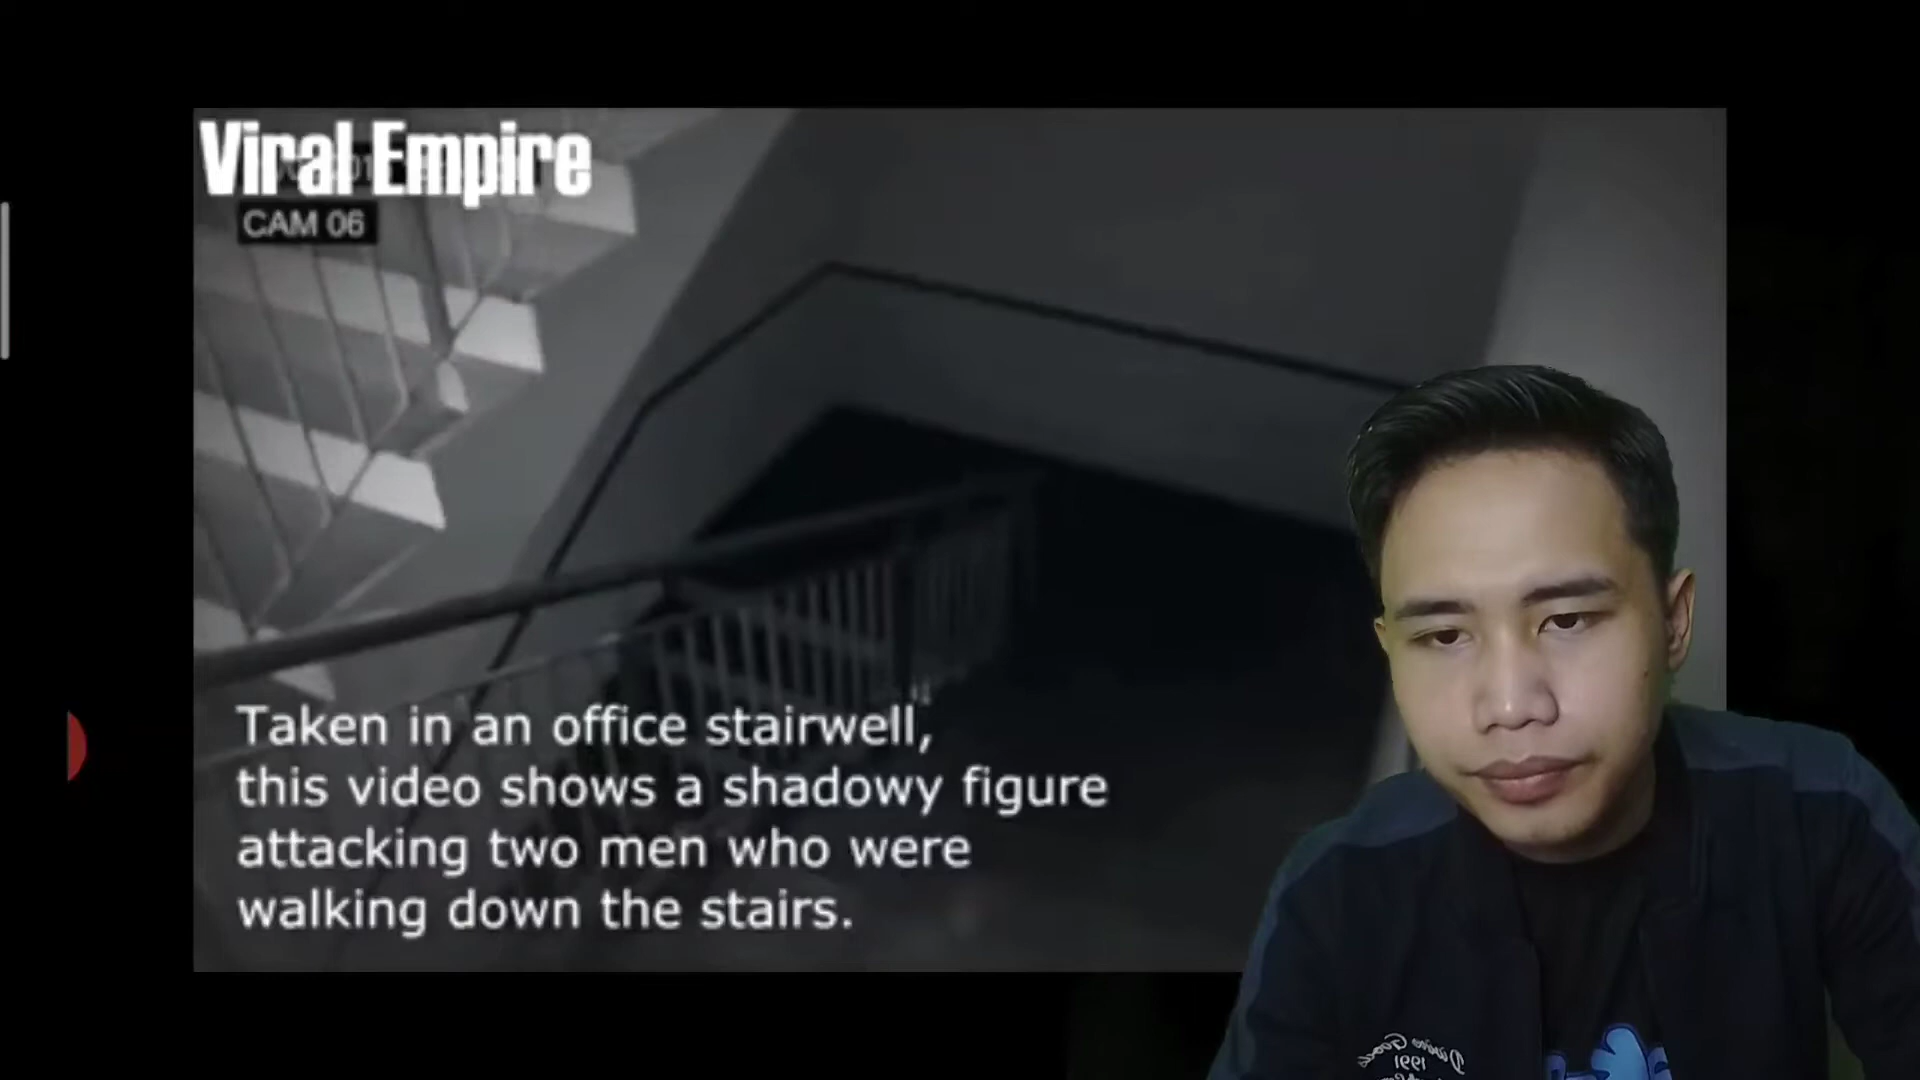 Viral Empire
CAM 06
Taken in an office stairwell,
this video shows a shadowy figure
attacking two men who were
walking down the stairs.
1991